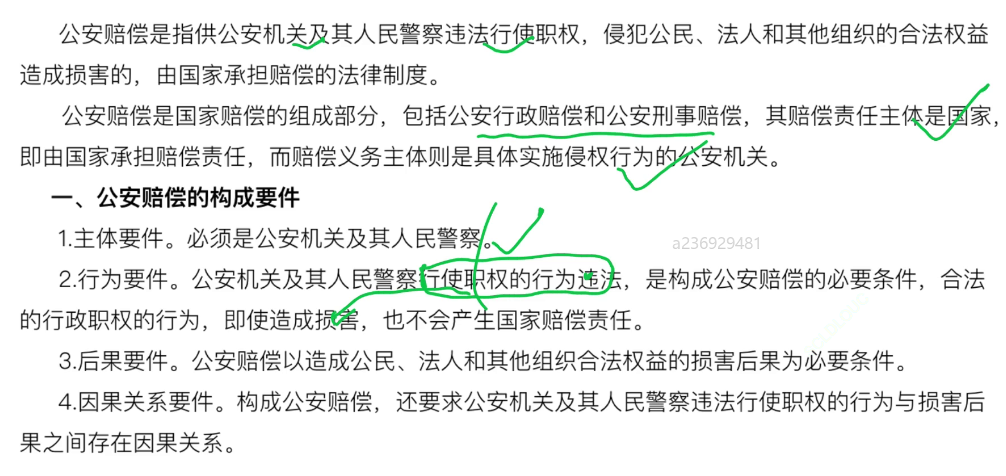 公安赔偿是指供公安机关及其人民警察违法行使职权，侵犯公民、法人和其他组织的合法权益
造成损害的，由国家承担赔偿的法律制度。
公安赔偿是国家赔偿的组成部分，包括公安行政赔偿和公安刑事赔偿，其赔偿责任主体是国家，
即由国家承担赔偿责任，而赔偿义务主体则是具体实施侵权行为的公安机关。
一、公安赔偿的构成要件
1.主体要件。必须是公安机关及其人民警察。
a236929481
2.行为要件。公安机关及其人民警察行使职权的行为违法，是构成公安赔偿的必要条件，合法
的行政职权的行为，即使造成损害，也不会产生国家赔偿责任。
3.后果要件。公安赔偿以造成公民、法人和其他组织合法权益的损害后果为必要条件。
4.因果关系要件。构成公安赔偿，还要求公安机关及其人民警察违法行使职权的行为与损害后
果之间存在因果关系。